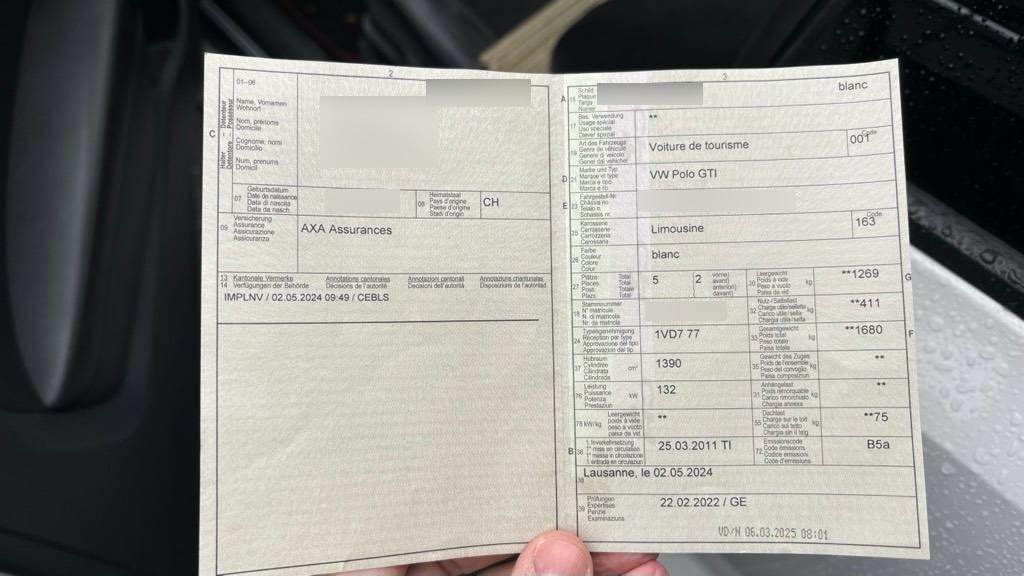 2
01–06
Name, Vornamen
Wohnort
Nom, prénoms
Domicile
Cognome, nomi
Domicilio
Num, prenums
Domicil
C
Halter – Détenteur
Detentore – Possessur
07
Geburtsdatum
Date de naissance
Data di nascita
Data da nasch.
08
Heimatstaat
Pays d'origine
Paese d'origine
Stadi d'origin
CH
09
Versicherung
Assurance
Assicurazione
Assicuranza
AXA Assurances
13 Kantonale Vermerke Annotations cantonales Annotazioni cantonali Annotaziuns chantunalas
14 Verfügungen der Behörde Décisions de l'autorité Decisioni dell'autorità Disposiziuns da l'autoritad
IMPLNV / 02.05.2024 09:49 / CEBLS
3
A 15
Schild
Plaque
Targa
Numer
blanc
17
Bes. Verwendung
Usage spécial
Uso speciale
Diever spezial
**
19
Art des Fahrzeugs
Genre de véhicule
Genere di veicolo
Gener dal vehichel
Voiture de tourisme
Code
001
D 21
Marke und Typ
Marque et type
Marca e tipo
Marca e tip
VW Polo GTI
E 23
Fahrgestell-Nr
Châssis no
Telaio n.
Schassis nr.
25
Karosserie
Carrosserie
Carrozzeria
Carossaria
Limousine
Code
163
26
Farbe
Couleur
Colore
Colur
blanc
27
Plätze Total
Places Total
Posti Totale
Plazs Total
5
2
vorne)
avant)
anteriori)
davant)
30
Leergewicht
Poids à vide
Peso a vuoto
Paisa da vid
kg
**1269
G
18
Stammnummer
N° matricule
N. di matricola
Nr. da matricla
32
Nutz-/Sattellast
Charge utile/sellette
Carico utile/sella
Chargia utila/sella
kg
**411
24
Typengenehmigung
Réception par type
Approvazione del tipo
Approvaziun dal tip
1VD7 77
33
Gesamtgewicht
Poids total
Peso totale
Paisa totala
kg
**1680
F
37
Hubraum
Cylindrée
Cilindrata
Cilindrada
cm³
1390
35
Gewicht des Zuges
Poids de l'ensemble
Peso del convoglio
Paisa cumposiziun
kg
**
76
Leistung
Puissance
Potenza
Prestaziun
kW
132
31
Anhängelast
Poids remorquable
Carico rimorchiato
Chargia annexa
kg
**
78 kW/kg
Leergewicht
poids à vide
peso a vuoto
paisa da vid
**
55
Dachlast
Charge sur le toit
Carico sul tetto
Chargia sin il tetg
kg
**75
B 36
1. Inverkehrsetzung
1re mise en circulation
1a messa in circolazione
1. entrada en circulaziun
25.03.2011 TI
72
Emissionscode
Code émissions
Codice emissioni
Code d'emissiuns
B5a
38
Lausanne, le 02.05.2024
39
Prüfungen
Expertises
Perizie
Examinaziuns
22.02.2022 / GE
VD/N 06.03.2025 08:01